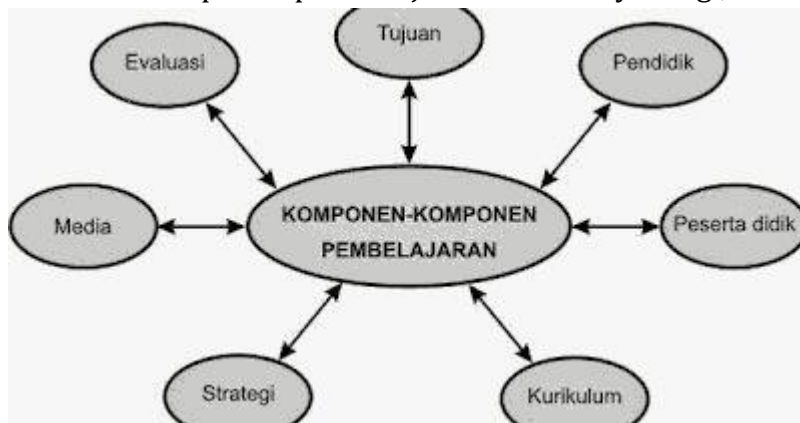 Tujuan
Evaluasi
Pendidik
Media
KOMPONEN-KOMPONEN
PEMBELAJARAN
Peserta didik
Strategi
Kurikulum